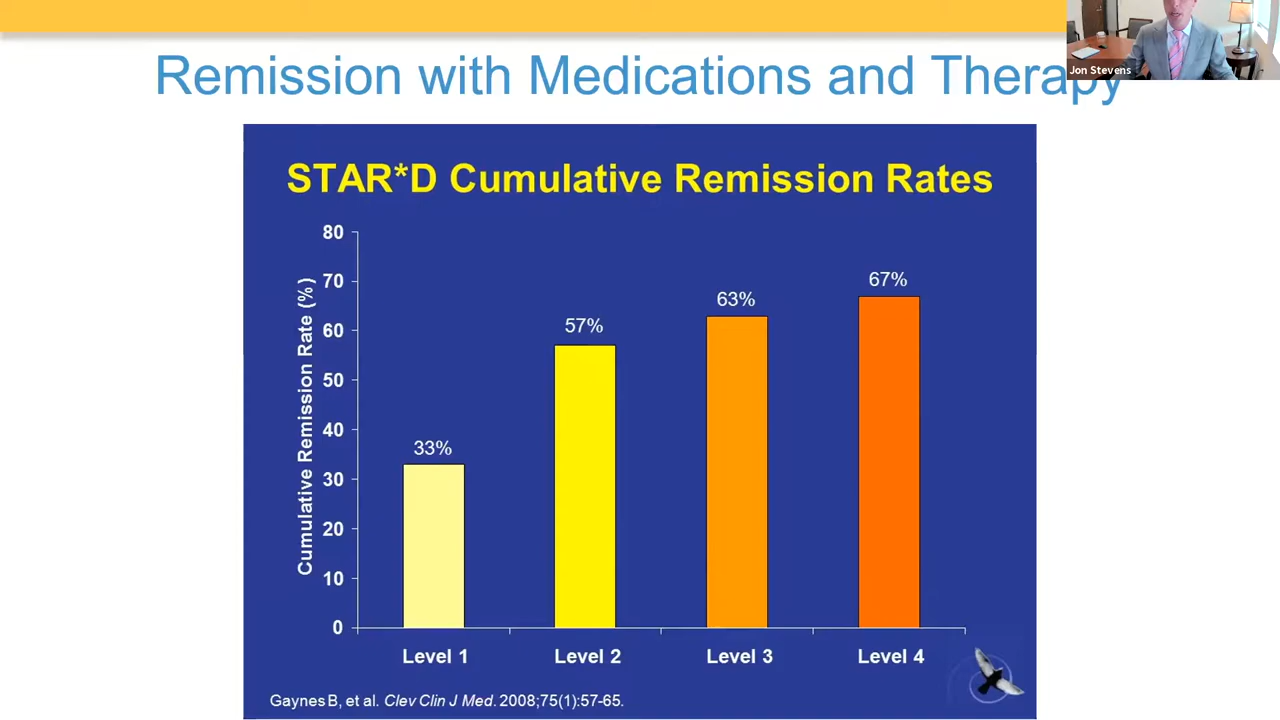 Remission with Medications and Therapy
Jon Stevens
STAR*D Cumulative Remission Rates
Cumulative Remission Rate (%)
80
70
60
50
40
30
20
10
0
33%
57%
63%
67%
Level 1
Level 2
Level 3
Level 4
Gaynes B, et al. Clev Clin J Med. 2008;75(1):57-65.